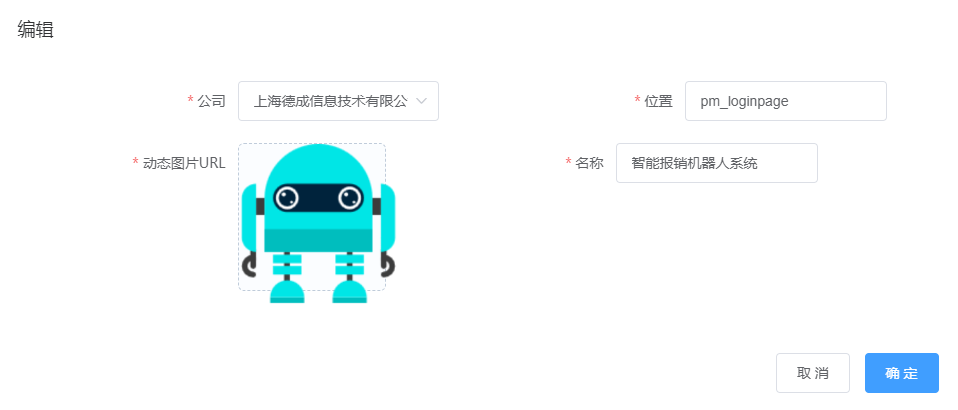 编辑
* 公司 上海德成信息技术有限公 * 位置 pm_loginpage
* 动态图片URL * 名称 智能报销机器人系统
取 消 确 定